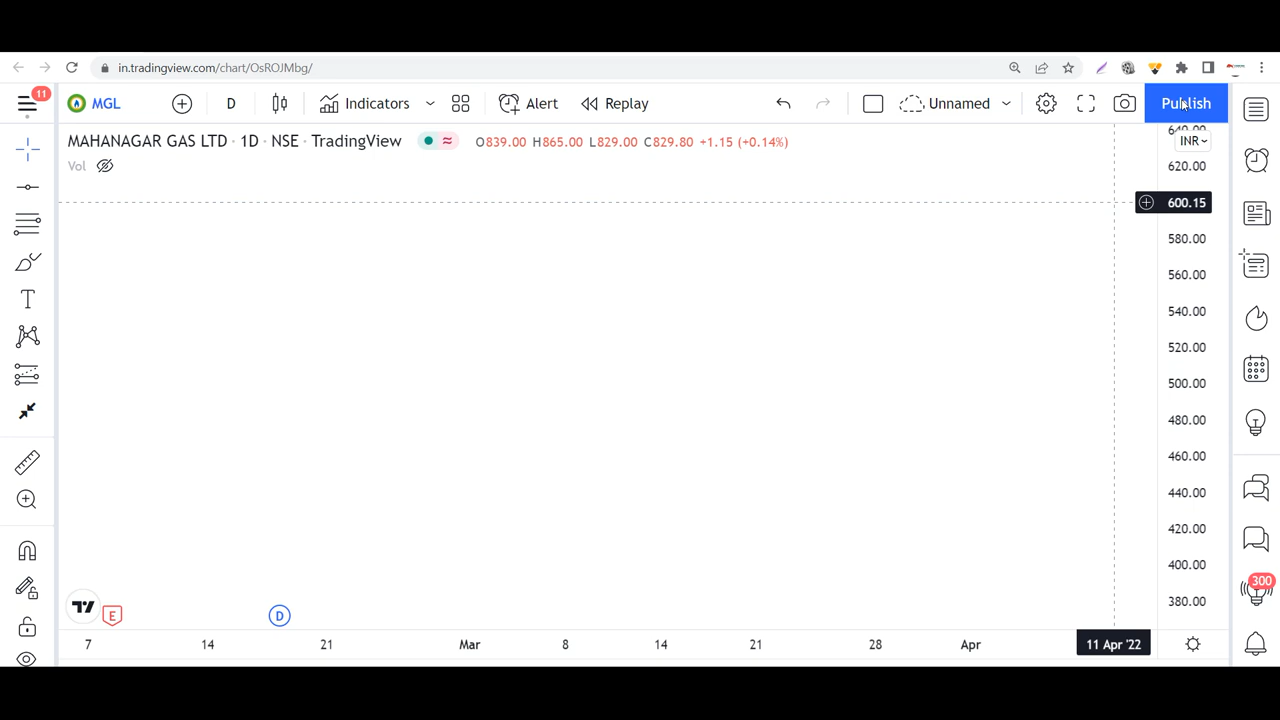 in.tradingview.com/chart/OsROJMbg/
11
MGL
D
Indicators
Alert
Replay
Unnamed
Publish
MAHANAGAR GAS LTD · 1D · NSE · TradingView
O839.00 H865.00 L829.00 C829.80 +1.15 (+0.14%)
Vol
640.00
INR
620.00
600.15
580.00
560.00
540.00
520.00
500.00
480.00
460.00
440.00
420.00
400.00
380.00
300
E
D
7 14 21 Mar 8 14 21 28 Apr 11 Apr '22